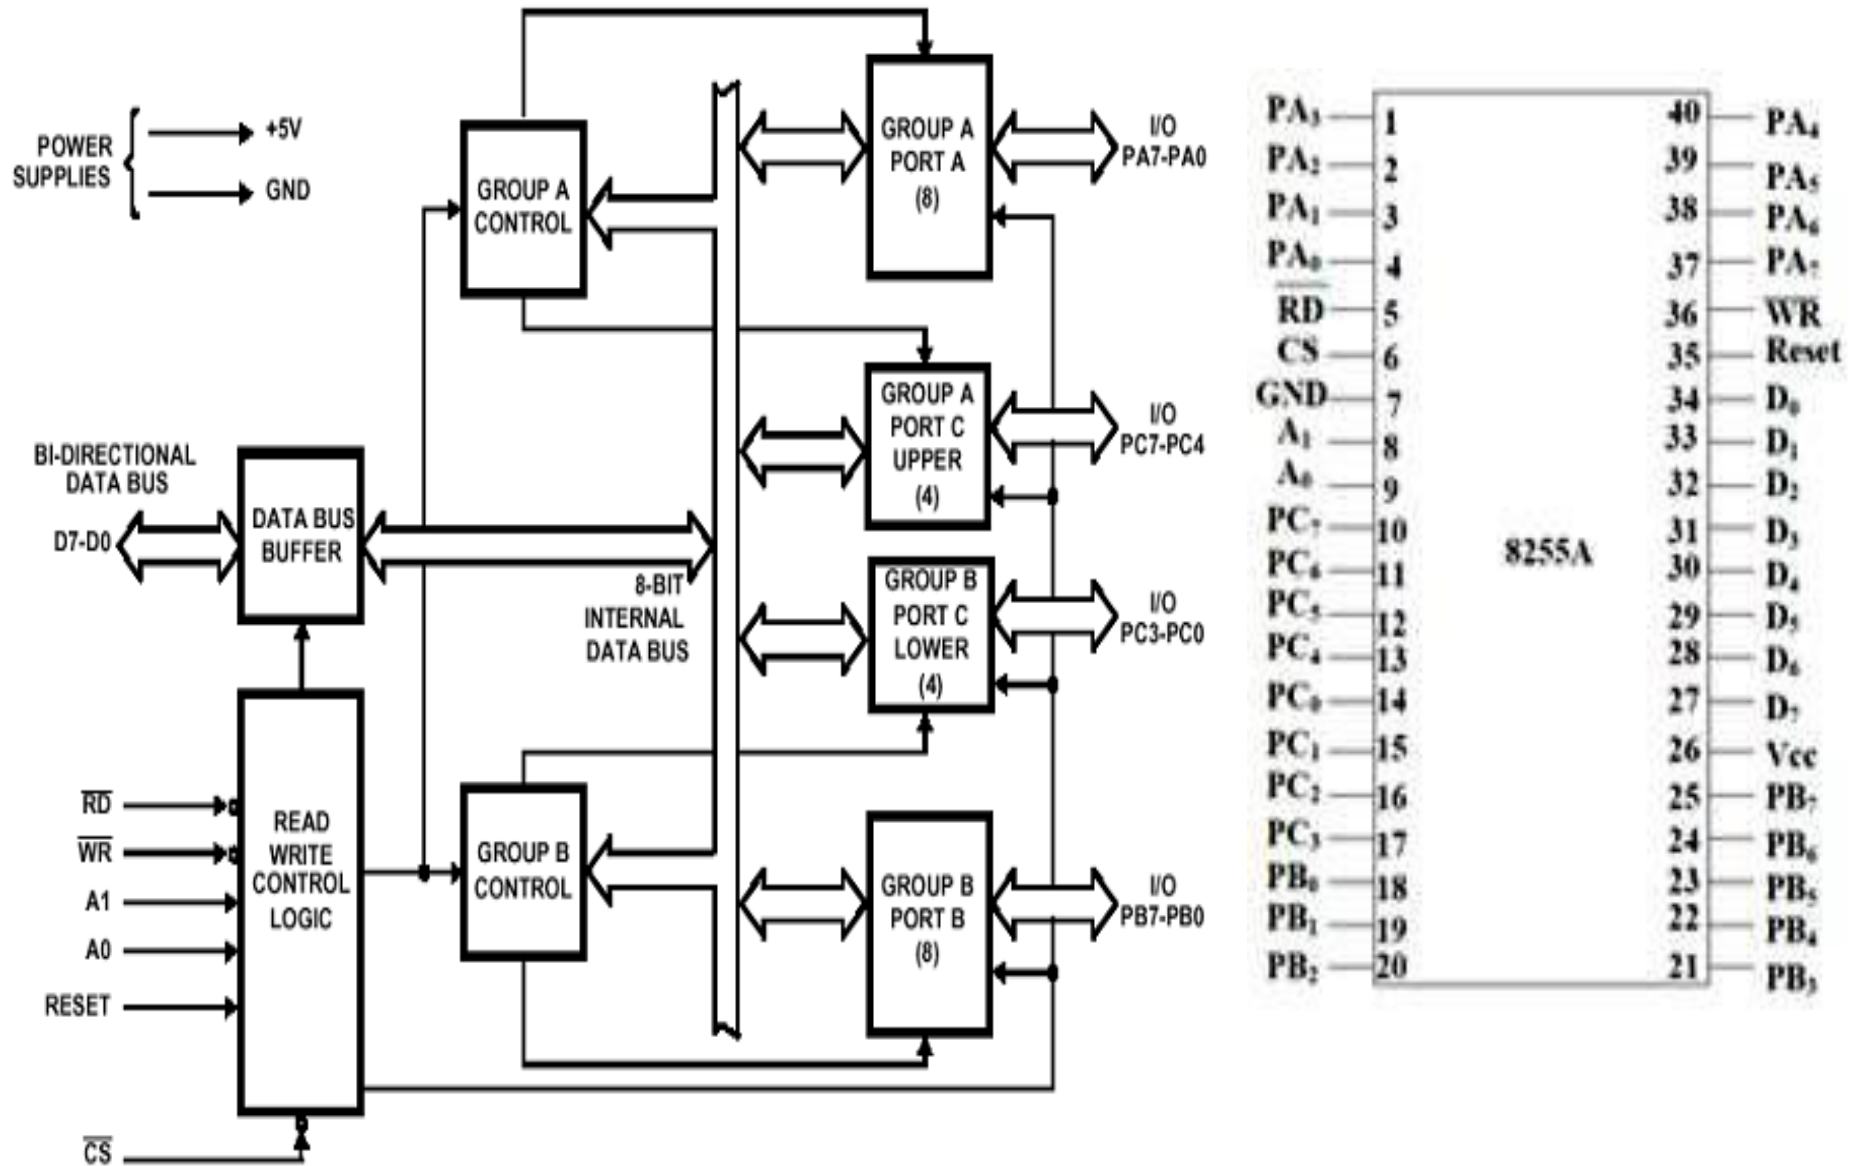 POWER
SUPPLIES
+5V
GND
GROUP A
CONTROL
GROUP A
PORT A
(8)
I/O
PA7-PA0
GROUP A
PORT C
UPPER
(4)
I/O
PC7-PC4
BI-DIRECTIONAL
DATA BUS
D7-D0
DATA BUS
BUFFER
8-BIT
INTERNAL
DATA BUS
GROUP B
PORT C
LOWER
(4)
I/O
PC3-PC0
RD
WR
A1
A0
RESET
CS
READ
WRITE
CONTROL
LOGIC
GROUP B
CONTROL
GROUP B
PORT B
(8)
I/O
PB7-PB0
PA₃ 1 40 PA₄
PA₂ 2 39 PA₅
PA₁ 3 38 PA₆
PA₀ 4 37 PA₇
RD 5 36 WR
CS 6 35 Reset
GND 7 34 D₀
A₁ 8 33 D₁
A₀ 9 32 D₂
PC₇ 10 31 D₃
8255A
PC₆ 11 30 D₄
PC₅ 12 29 D₅
PC₄ 13 28 D₆
PC₀ 14 27 D₇
PC₁ 15 26 Vcc
PC₂ 16 25 PB₇
PC₃ 17 24 PB₆
PB₀ 18 23 PB₅
PB₁ 19 22 PB₄
PB₂ 20 21 PB₃